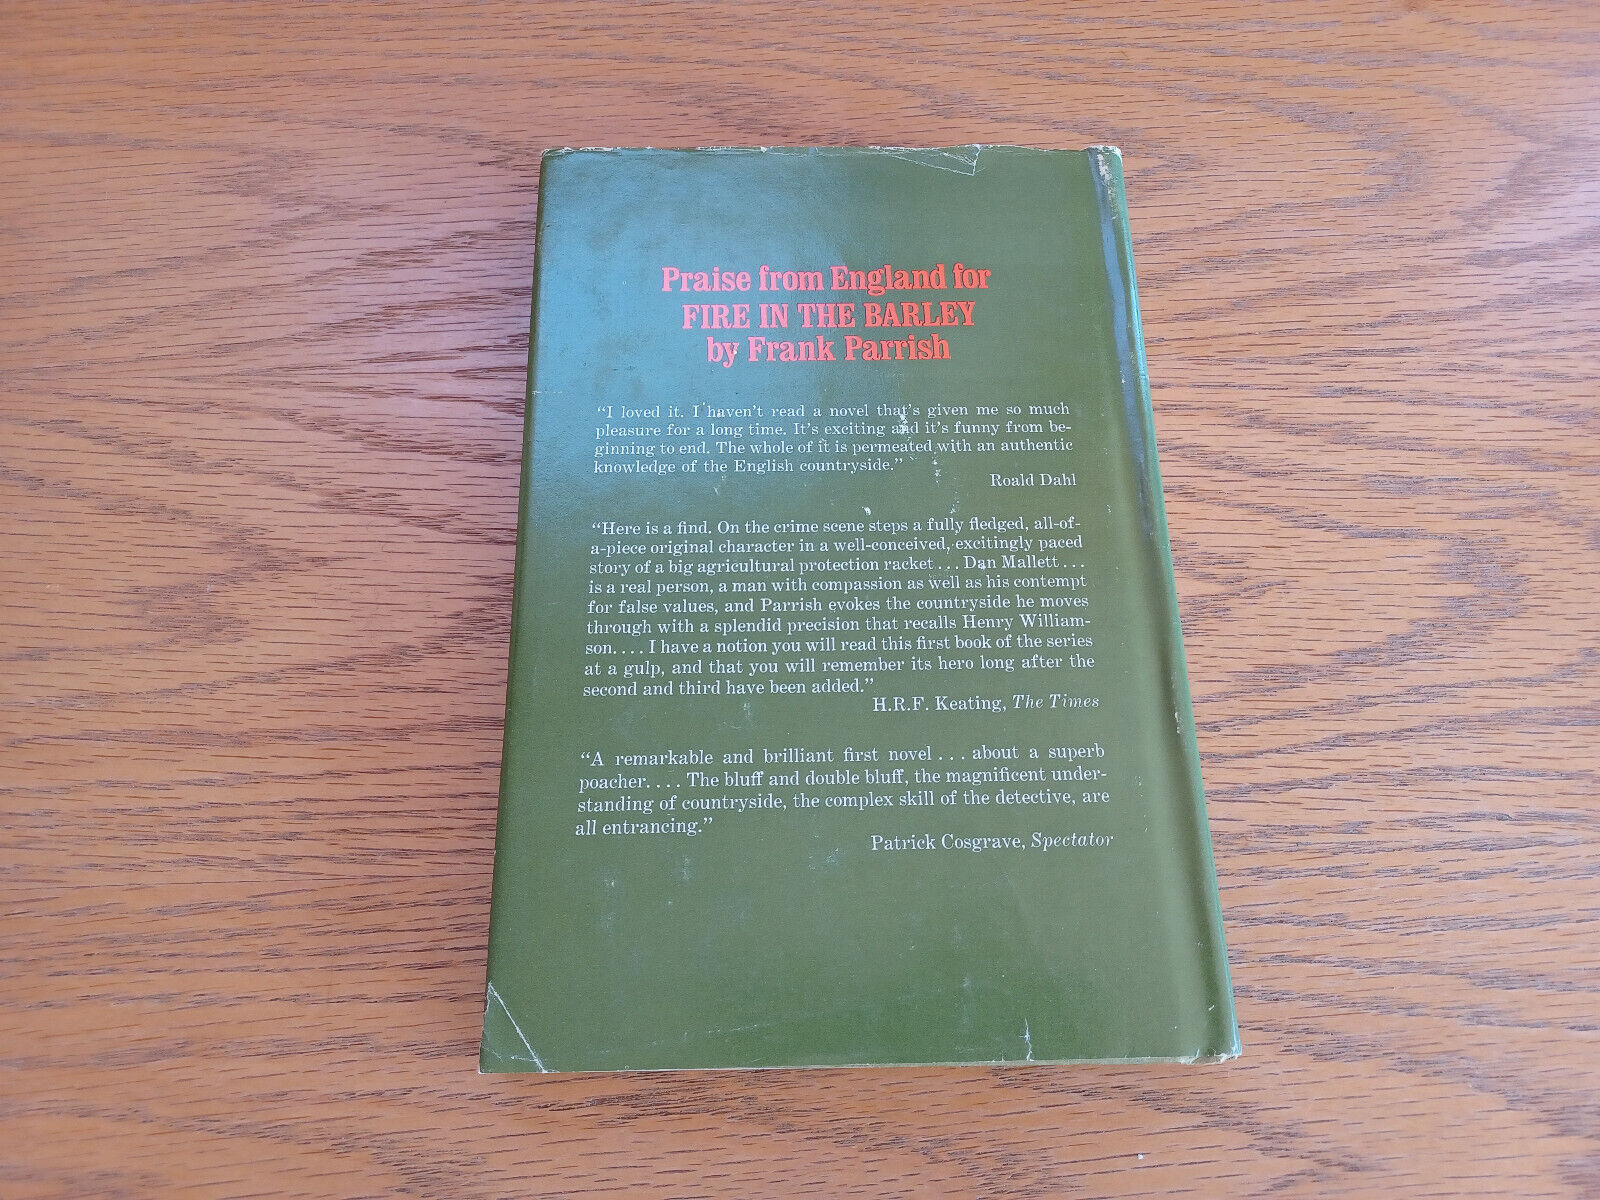 Praise from England for
FIRE IN THE BARLEY
by Frank Parrish
“I loved it. I haven’t read a novel that’s given me so much
pleasure for a long time. It’s exciting and it’s funny from be-
ginning to end. The whole of it is permeated with an authentic
knowledge of the English countryside.”
Roald Dahl
“Here is a find. On the crime scene steps a fully fledged, all-of-
a-piece original character in a well-conceived, excitingly paced
story of a big agricultural protection racket . . . Dan Mallett . . .
is a real person, a man with compassion as well as his contempt
for false values, and Parrish evokes the countryside he moves
through with a splendid precision that recalls Henry William-
son. . . . I have a notion you will read this first book of the series
at a gulp, and that you will remember its hero long after the
second and third have been added.”
H.R.F. Keating, The Times
“A remarkable and brilliant first novel . . . about a superb
poacher. . . . The bluff and double bluff, the magnificent under-
standing of countryside, the complex skill of the detective, are
all entrancing.”
Patrick Cosgrave, Spectator